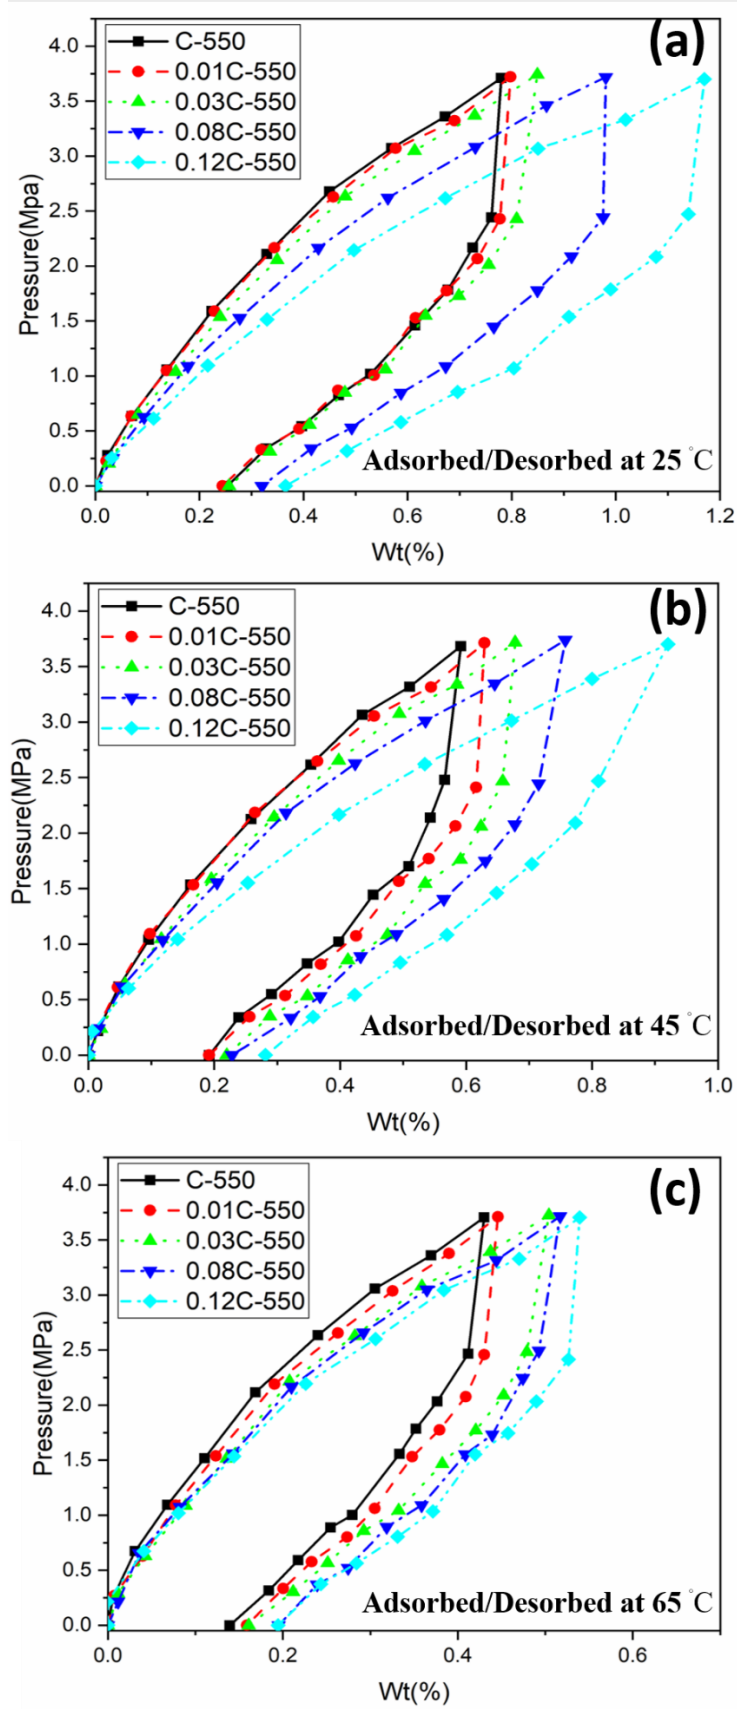 (a)
C-550
0.01C-550
0.03C-550
0.08C-550
0.12C-550
4.0
3.5
3.0
2.5
2.0
1.5
1.0
0.5
0.0
Pressure(Mpa)
Adsorbed/Desorbed at 25 °C
0.0 0.2 0.4 0.6 0.8 1.0 1.2
Wt(%)
(b)
C-550
0.01C-550
0.03C-550
0.08C-550
0.12C-550
4.0
3.5
3.0
2.5
2.0
1.5
1.0
0.5
0.0
Pressure(MPa)
Adsorbed/Desorbed at 45 °C
0.0 0.2 0.4 0.6 0.8 1.0
Wt(%)
(c)
C-550
0.01C-550
0.03C-550
0.08C-550
0.12C-550
4.0
3.5
3.0
2.5
2.0
1.5
1.0
0.5
0.0
Pressure(MPa)
Adsorbed/Desorbed at 65 °C
0.0 0.2 0.4 0.6
Wt(%)